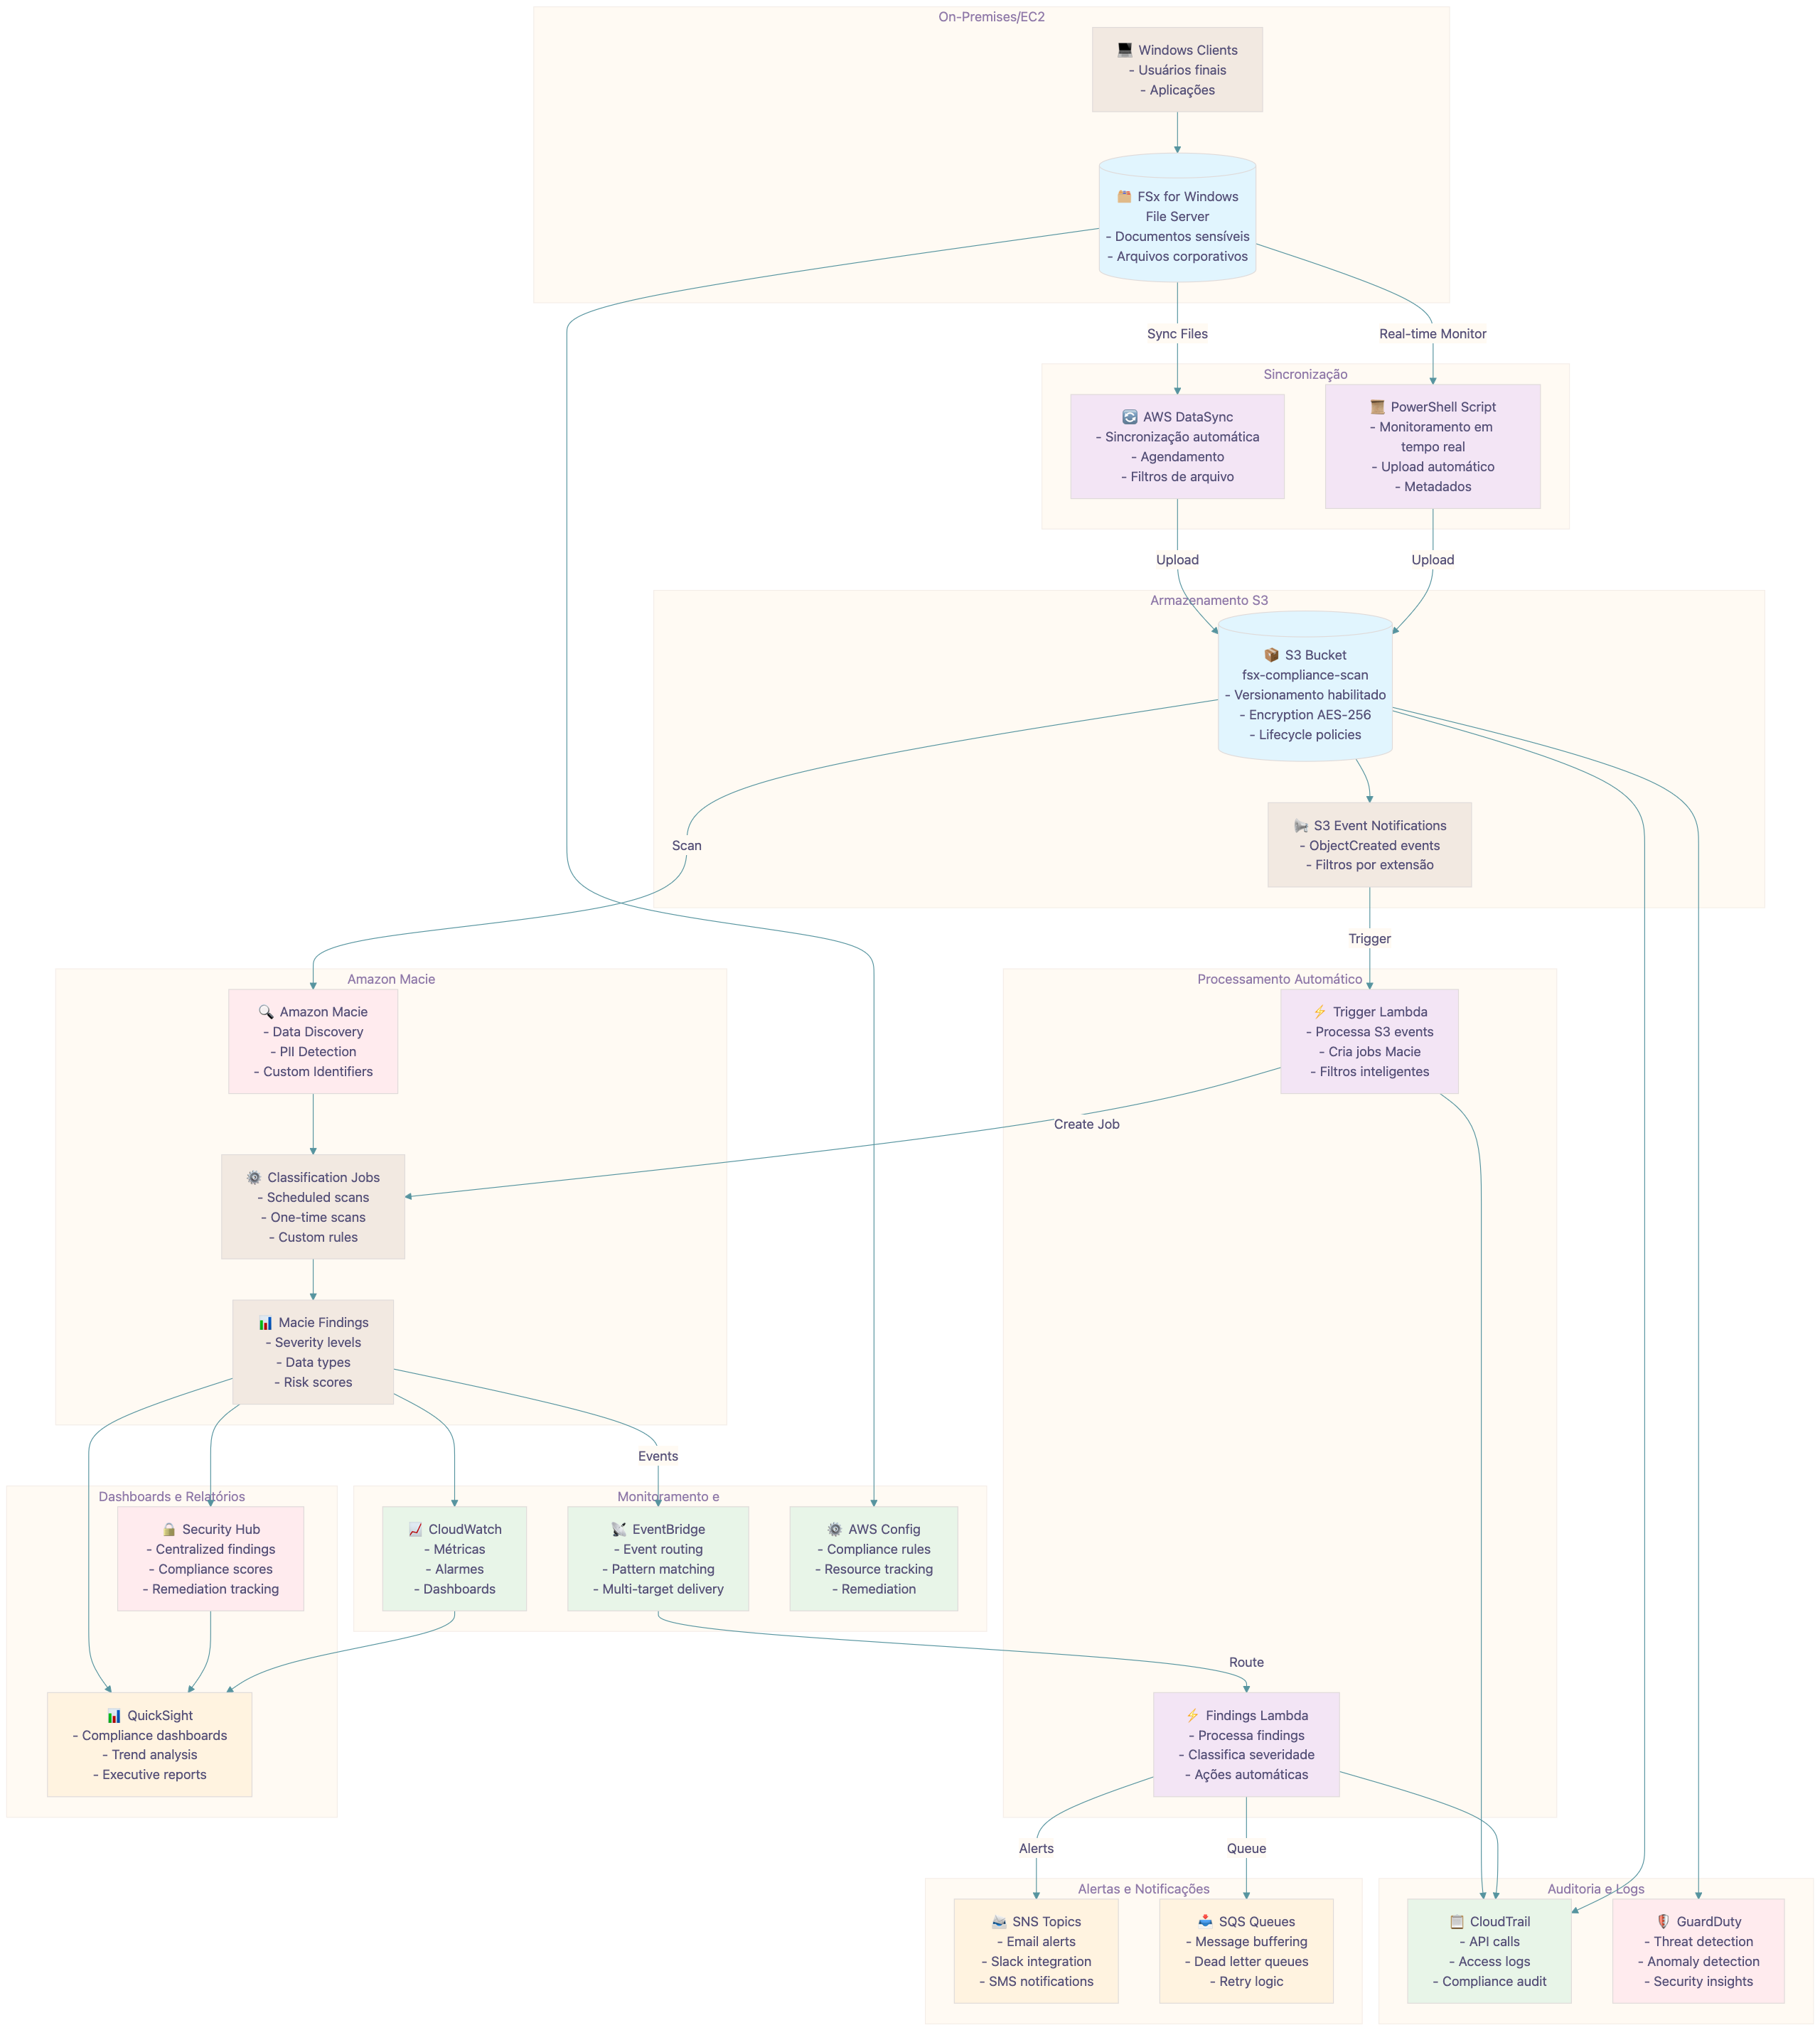 On-Premises/EC2
💻 Windows Clients
- Usuários finais
- Aplicações
🗂️ FSx for Windows
File Server
- Documentos sensíveis
- Arquivos corporativos
Sync Files
Real-time Monitor
Sincronização
🔄 AWS DataSync
- Sincronização automática
- Agendamento
- Filtros de arquivo
📜 PowerShell Script
- Monitoramento em
tempo real
- Upload automático
- Metadados
Upload
Upload
Armazenamento S3
📦 S3 Bucket
fsx-compliance-scan
- Versionamento habilitado
- Encryption AES-256
- Lifecycle policies
📢 S3 Event Notifications
- ObjectCreated events
- Filtros por extensão
Scan
Trigger
Amazon Macie
🔍 Amazon Macie
- Data Discovery
- PII Detection
- Custom Identifiers
Processamento Automático
⚡ Trigger Lambda
- Processa S3 events
- Cria jobs Macie
- Filtros inteligentes
Create Job
⚙️ Classification Jobs
- Scheduled scans
- One-time scans
- Custom rules
📊 Macie Findings
- Severity levels
- Data types
- Risk scores
Events
Dashboards e Relatórios
🔒 Security Hub
- Centralized findings
- Compliance scores
- Remediation tracking
Monitoramento e
📈 CloudWatch
- Métricas
- Alarmes
- Dashboards
📡 EventBridge
- Event routing
- Pattern matching
- Multi-target delivery
⚙️ AWS Config
- Compliance rules
- Resource tracking
- Remediation
Route
📊 QuickSight
- Compliance dashboards
- Trend analysis
- Executive reports
⚡ Findings Lambda
- Processa findings
- Classifica severidade
- Ações automáticas
Alerts
Queue
Alertas e Notificações
📨 SNS Topics
- Email alerts
- Slack integration
- SMS notifications
📥 SQS Queues
- Message buffering
- Dead letter queues
- Retry logic
Auditoria e Logs
📋 CloudTrail
- API calls
- Access logs
- Compliance audit
🛡️ GuardDuty
- Threat detection
- Anomaly detection
- Security insights